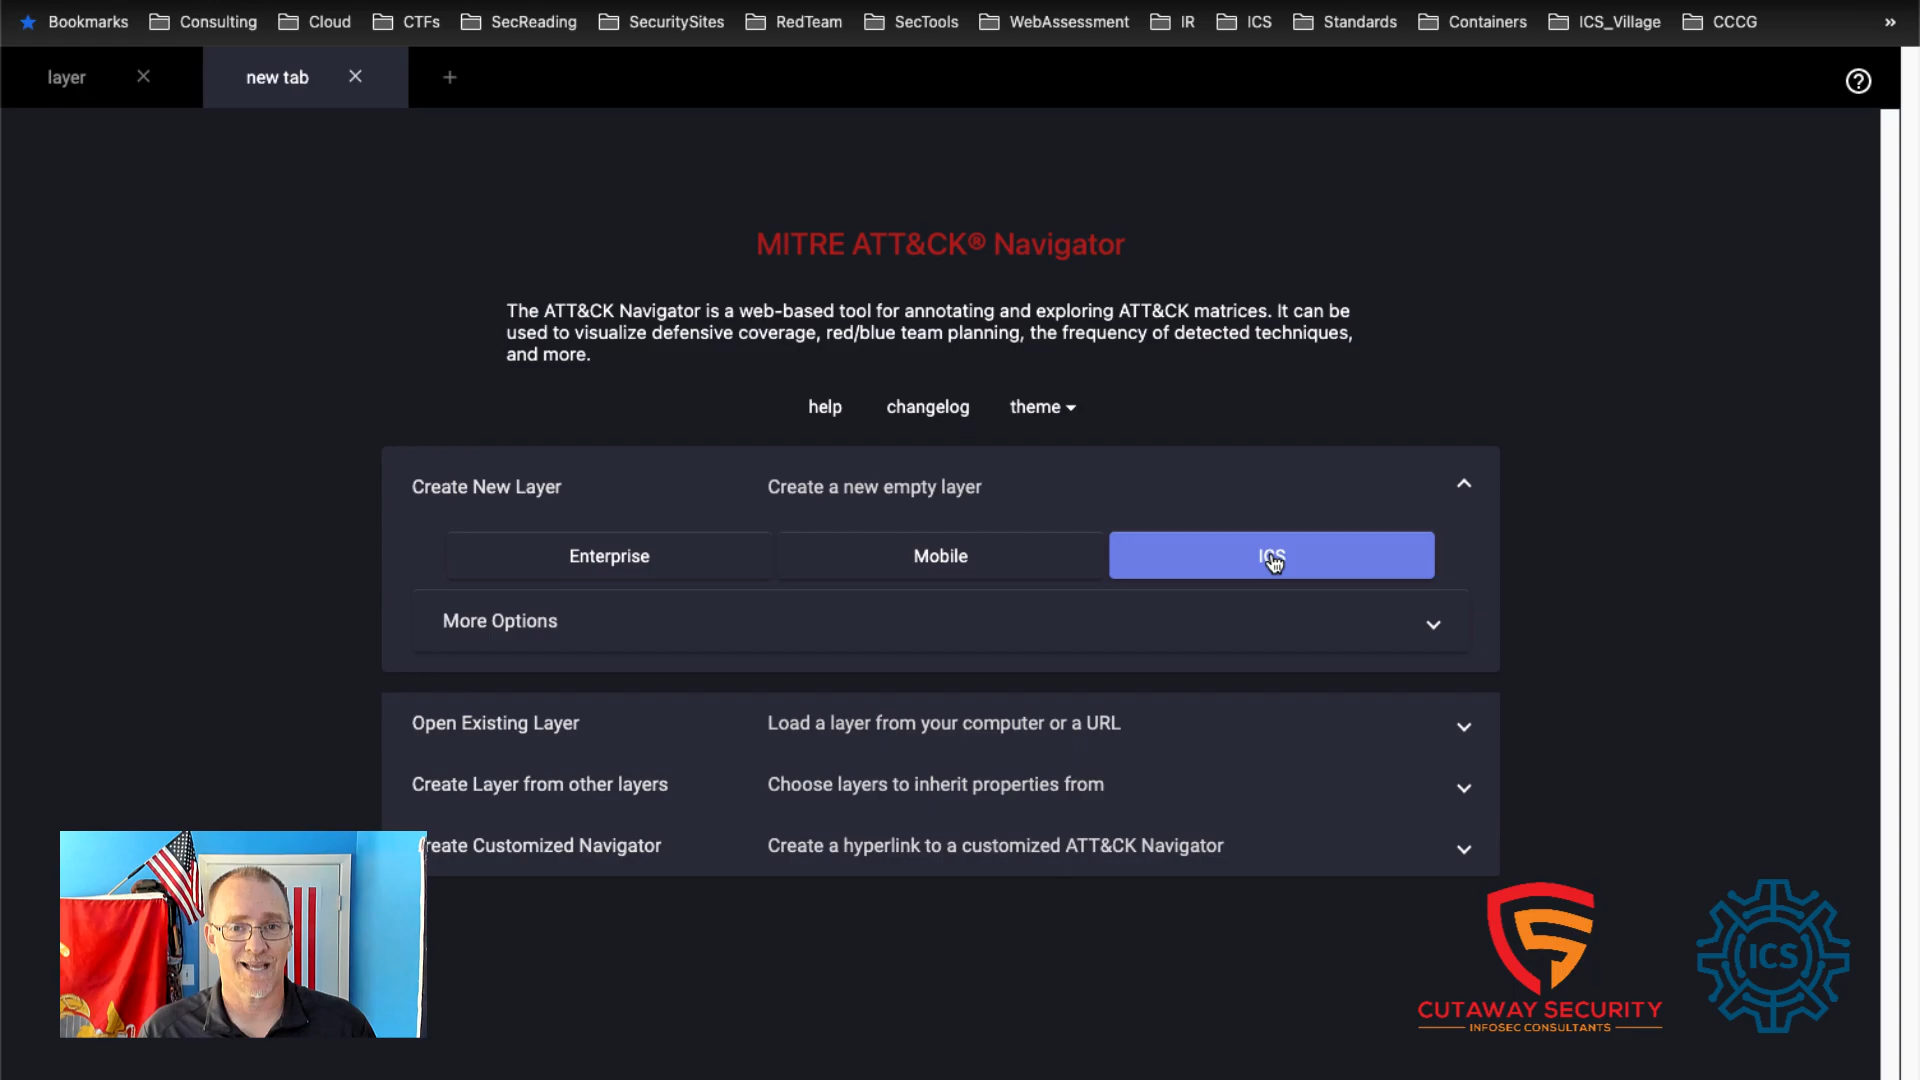 Bookmarks Consulting Cloud CTFs SecReading SecuritySites RedTeam SecTools WebAssessment IR ICS Standards Containers ICS_Village CCCG »
layer new tab
MITRE ATT&CK® Navigator
The ATT&CK Navigator is a web-based tool for annotating and exploring ATT&CK matrices. It can be
used to visualize defensive coverage, red/blue team planning, the frequency of detected techniques,
and more.
help changelog theme
Create New Layer Create a new empty layer
Enterprise Mobile ICS
More Options
Open Existing Layer Load a layer from your computer or a URL
Create Layer from other layers Choose layers to inherit properties from
reate Customized Navigator Create a hyperlink to a customized ATT&CK Navigator
ICS
CUTAWAY SECURITY
INFOSEC CONSULTANTS